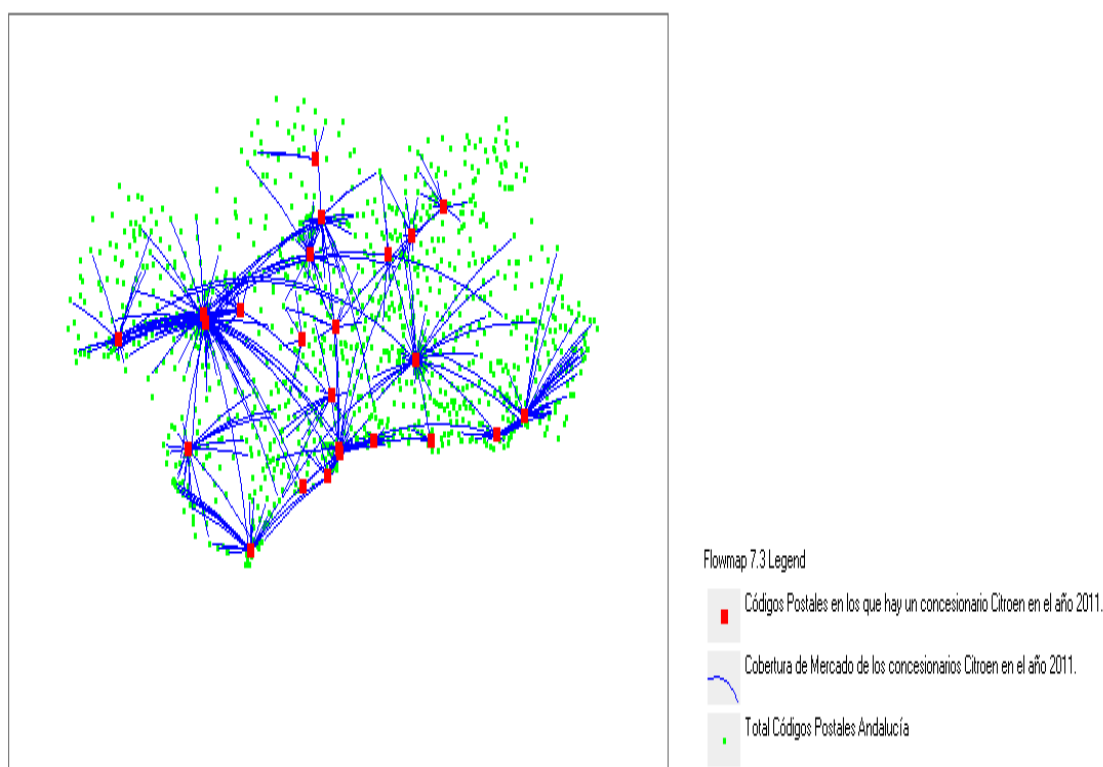 Flowmap 7.3 Legend
Códigos Postales en los que hay un concesionario Citroen en el año 2011.
Cobertura de Mercado de los concesionarios Citroen en el año 2011.
Total Códigos Postales Andalucía